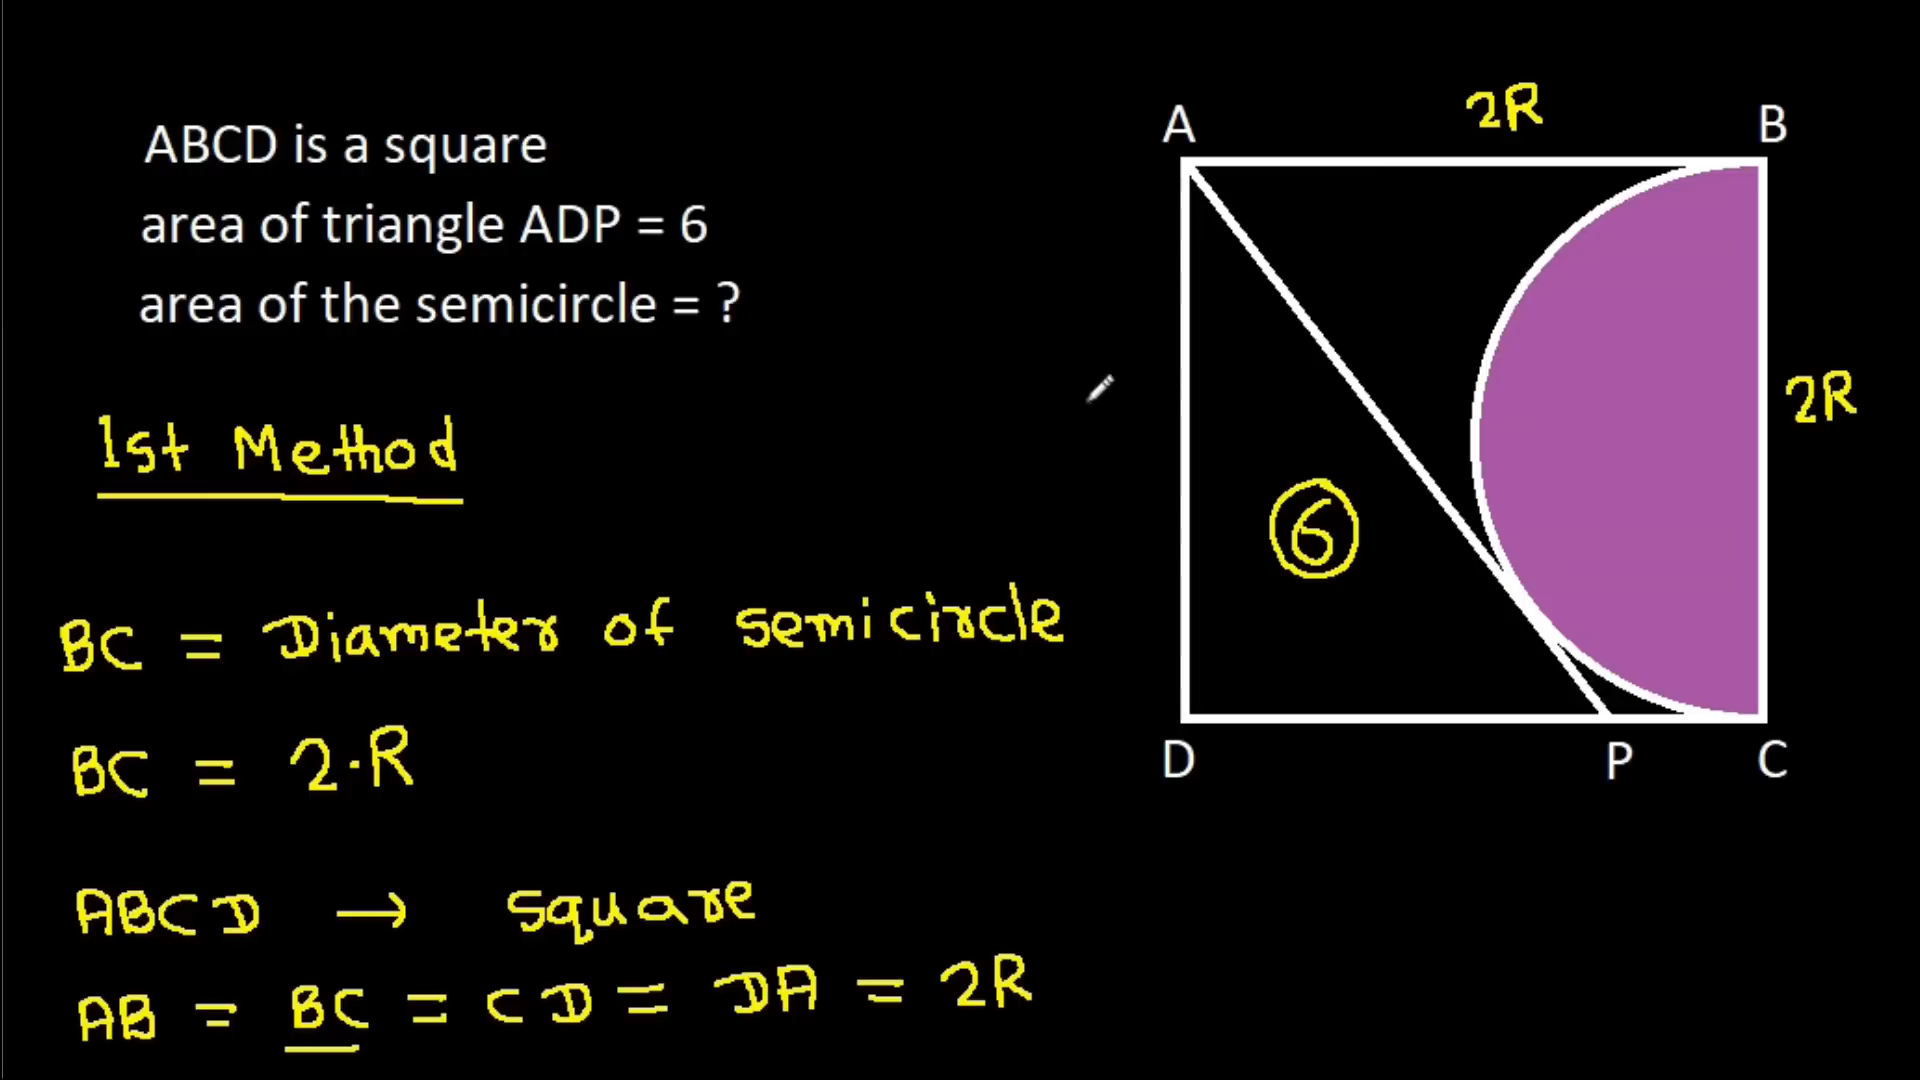 ABCD is a square
area of triangle ADP = 6
area of the semicircle = ?
1st Method
BC = Diameter of semicircle
BC = 2·R
ABCD → square
AB = BC = CD = DA = 2R
2R
A B
2R
6
D P C